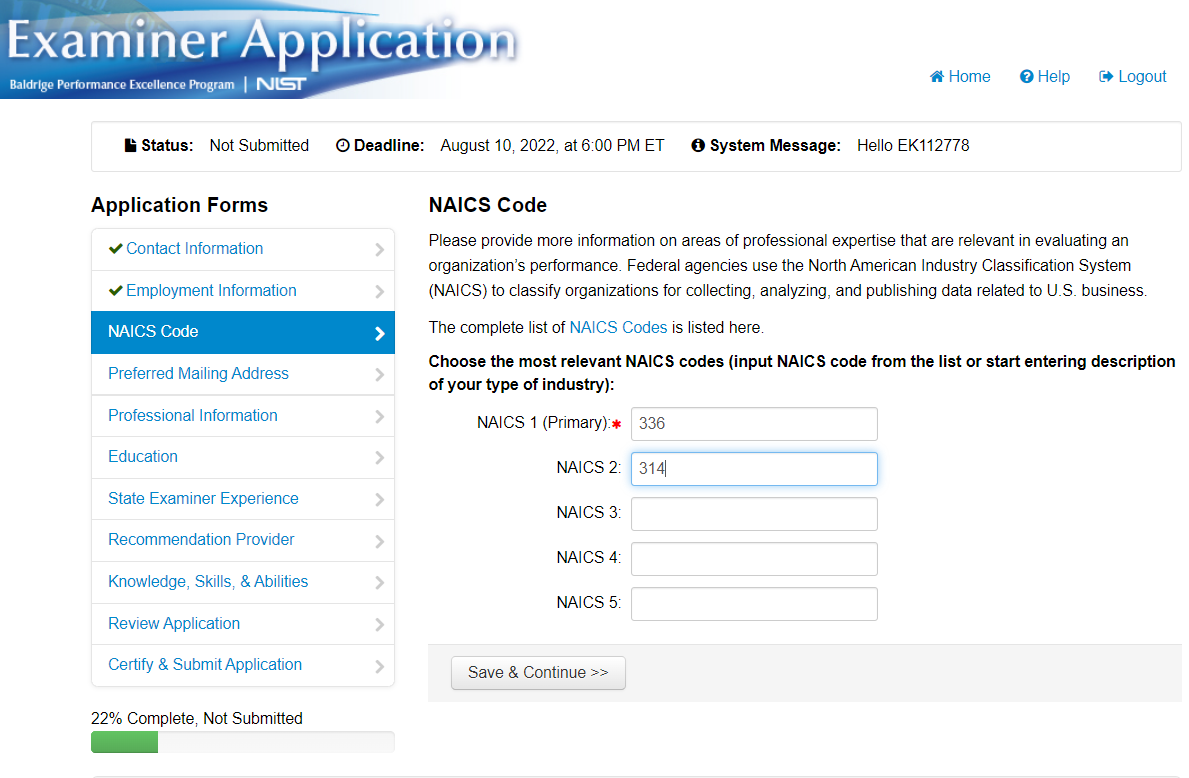 Examiner Application
Baldrige Performance Excellence Program | NIST
Home Help Logout
Status: Not Submitted Deadline: August 10, 2022, at 6:00 PM ET System Message: Hello EK112778
Application Forms
Contact Information
Employment Information
NAICS Code
Preferred Mailing Address
Professional Information
Education
State Examiner Experience
Recommendation Provider
Knowledge, Skills, & Abilities
Review Application
Certify & Submit Application
22% Complete, Not Submitted
NAICS Code
Please provide more information on areas of professional expertise that are relevant in evaluating an
organization's performance. Federal agencies use the North American Industry Classification System
(NAICS) to classify organizations for collecting, analyzing, and publishing data related to U.S. business.
The complete list of NAICS Codes is listed here.
Choose the most relevant NAICS codes (input NAICS code from the list or start entering description
of your type of industry):
NAICS 1 (Primary):* 336
NAICS 2: 314
NAICS 3:
NAICS 4:
NAICS 5:
Save & Continue >>